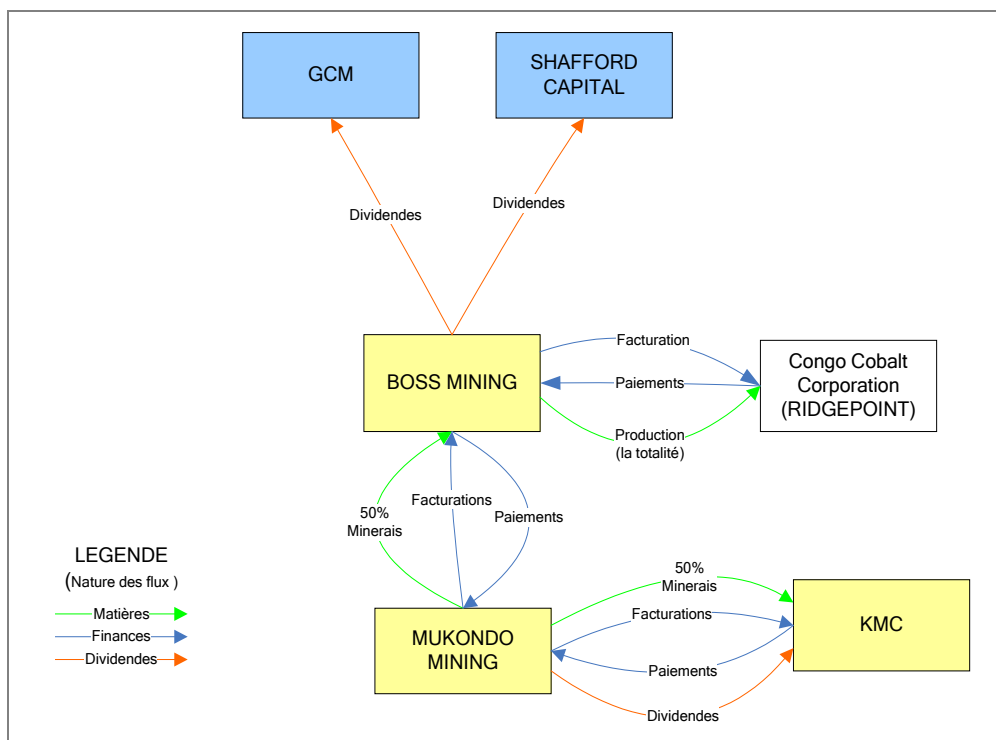 GCM
SHAFFORD
CAPITAL
Dividendes
Dividendes
BOSS MINING
Facturation
Paiements
Production
(la totalité)
Congo Cobalt
Corporation
(RIDGEPOINT)
50%
Minerais
Facturations
Paiements
LEGENDE
(Nature des flux )
Matières
Finances
Dividendes
MUKONDO
MINING
50%
Minerais
Facturations
Paiements
Dividendes
KMC